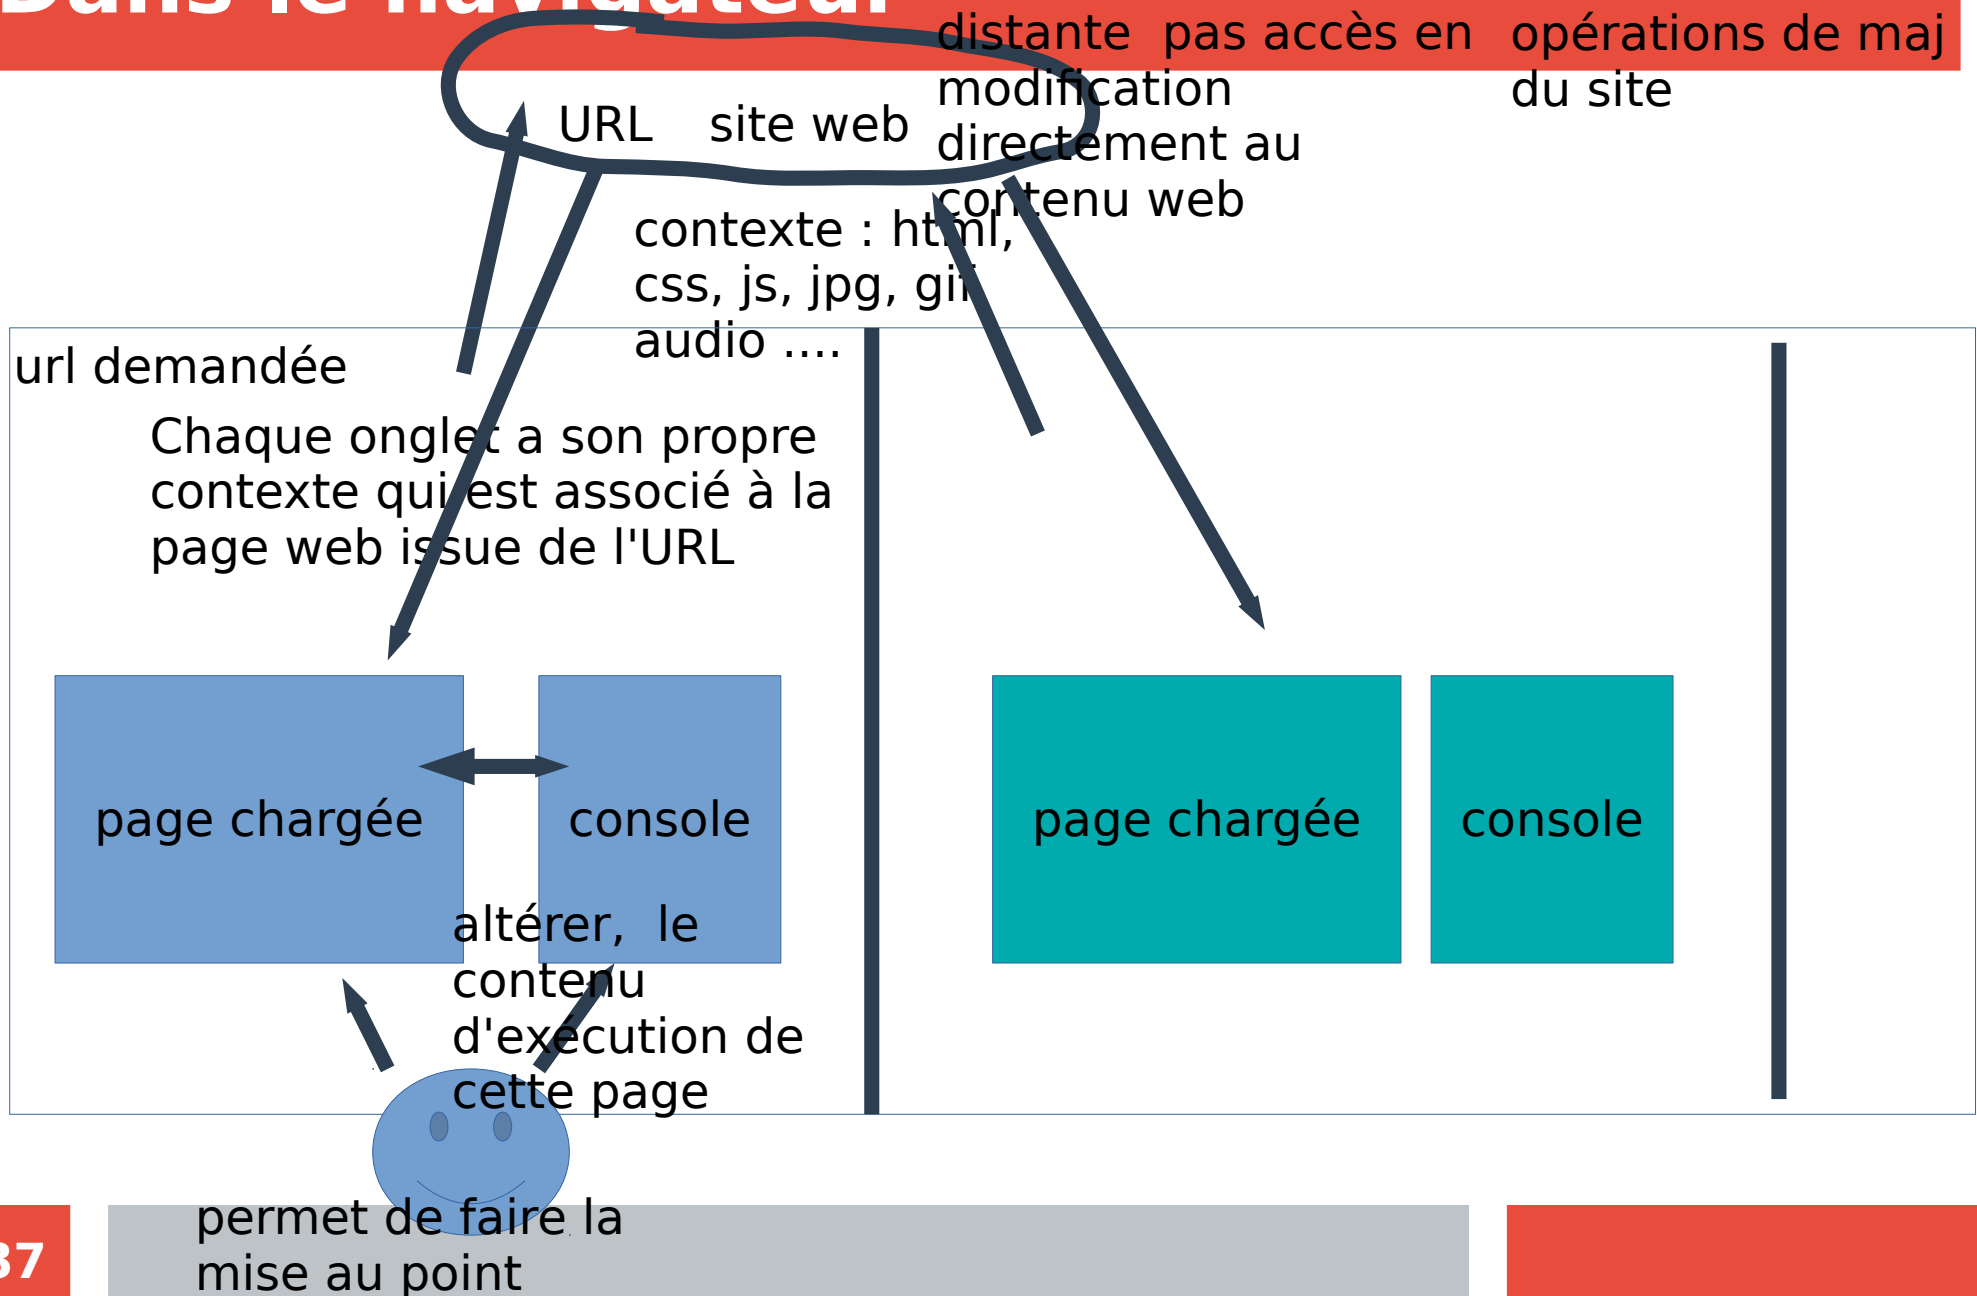 Dans le navigateur
distante  pas accès en
modification
directement au
contenu web
opérations de maj
du site
URL    site web
contexte : html,
css, js, jpg, gif
audio ....
url demandée
Chaque onglet a son propre
contexte qui est associé à la
page web issue de l'URL
page chargée
console
page chargée
console
altérer,  le
contenu
d'exécution de
cette page
permet de faire la
mise au point
37